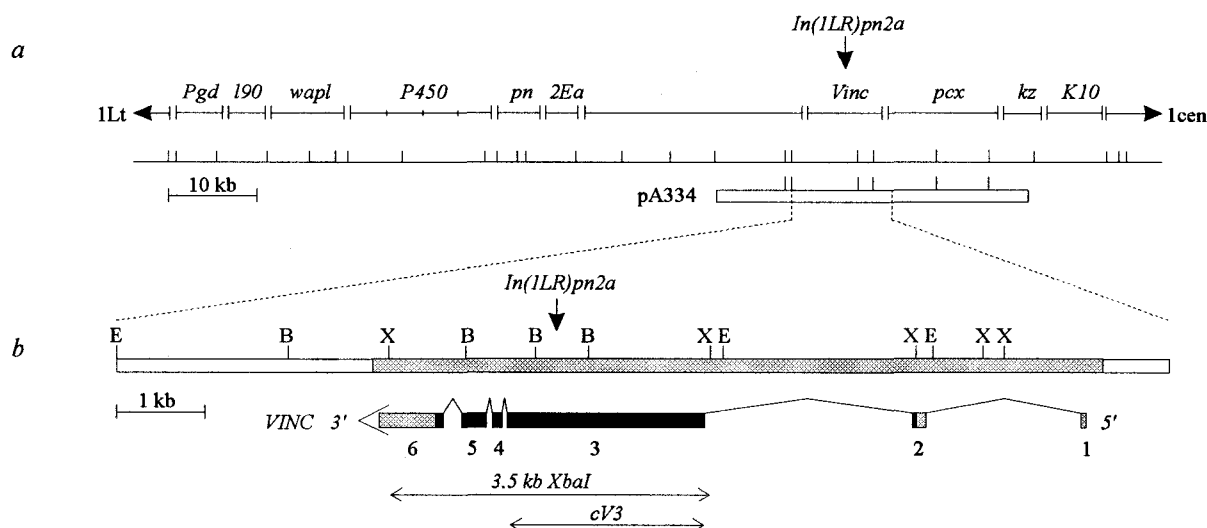 a
In(1LR)pn2a
Pgd l90 wapl P450 pn 2Ea Vinc pcx kz K10
1Lt 1cen
10 kb
pA334
In(1LR)pn2a
b
E B X B B B X E X E X X
1 kb
VINC 3' 5'
6 5 4 3 2 1
3.5 kb XbaI
cV3